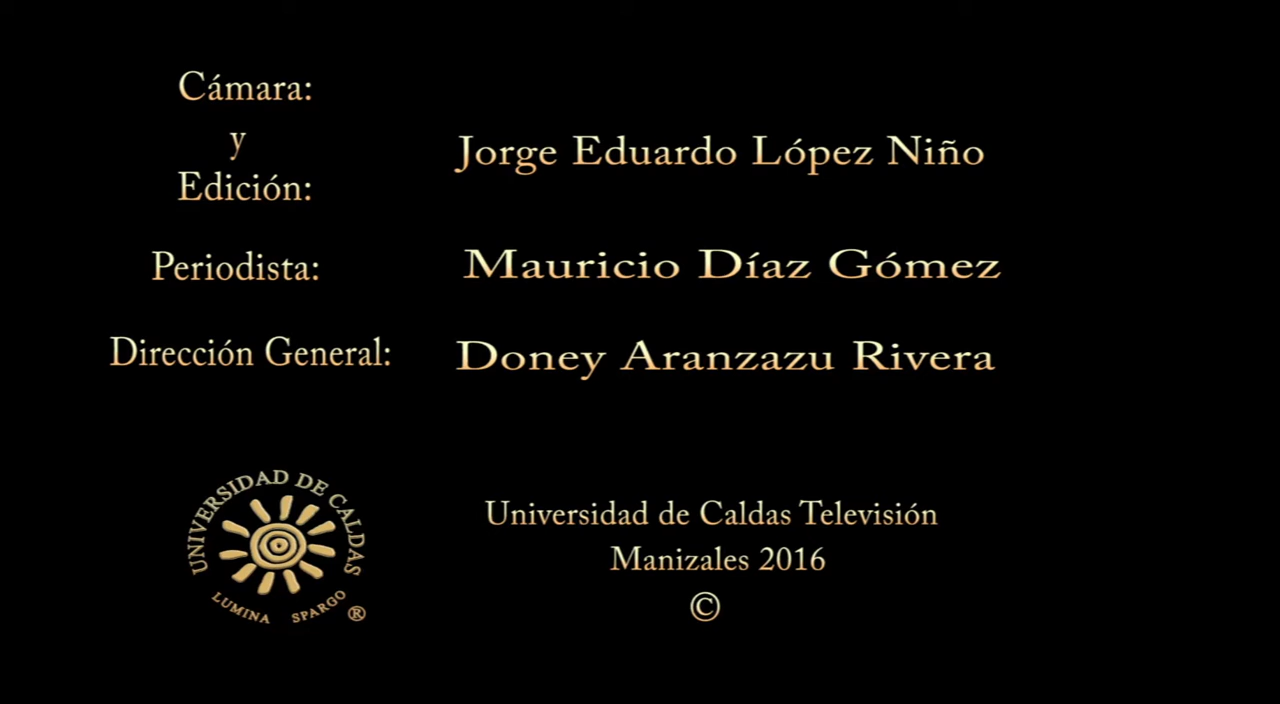 Cámara:
y
Edición:
Jorge Eduardo López Niño
Periodista:
Mauricio Díaz Gómez
Dirección General:
Doney Aranzazu Rivera
UNIVERSIDAD DE CALDAS
LUMINA SPARGO
®
Universidad de Caldas Televisión
Manizales 2016
©